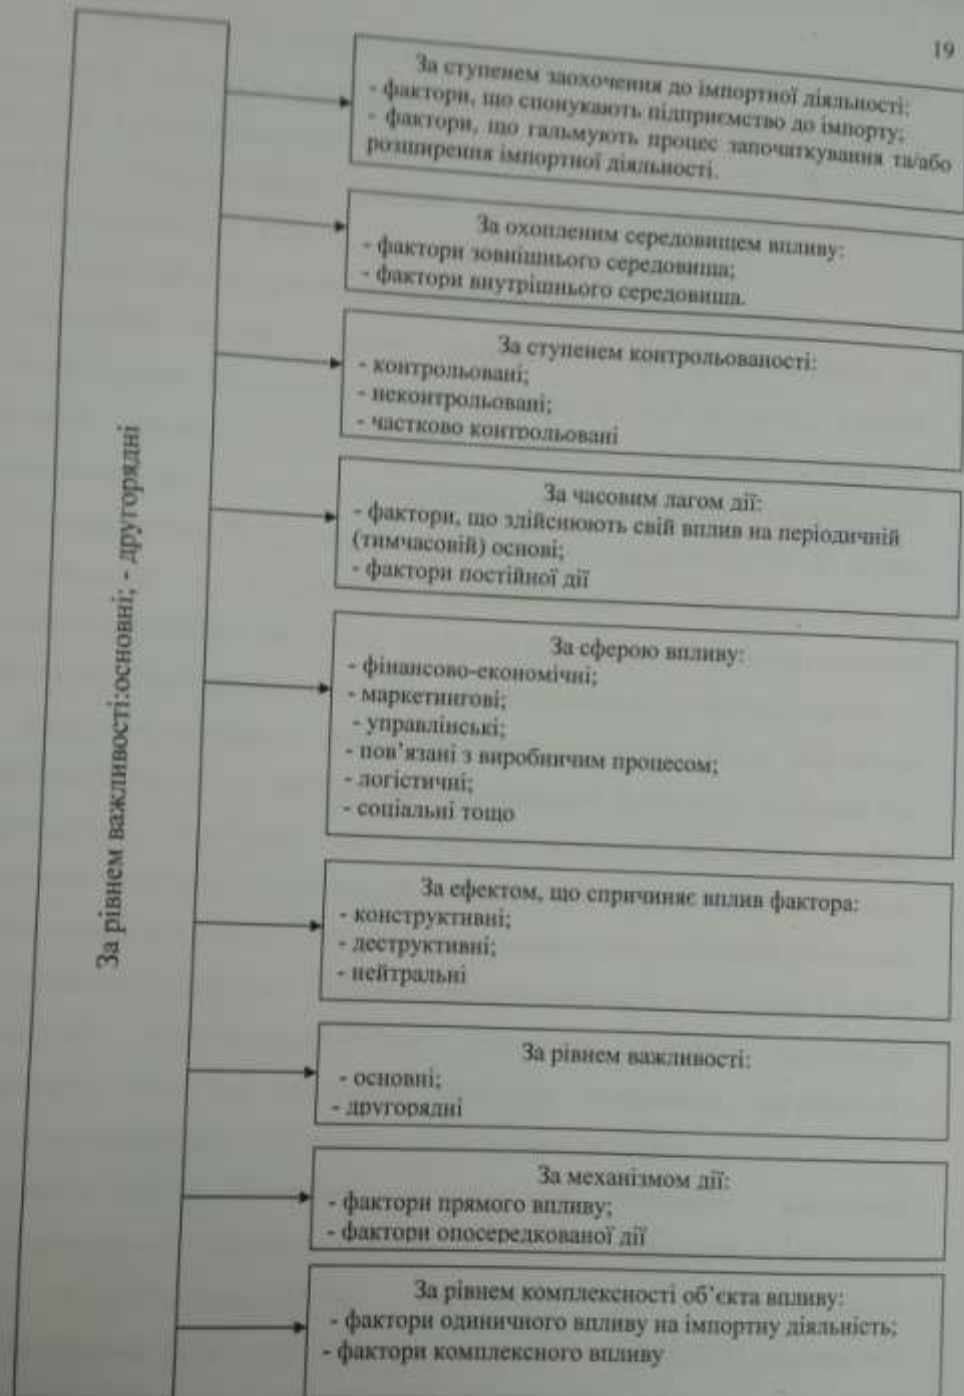 19
За рівнем важливості:основні; - другорядні
За ступенем заохочення до імпортної діяльності:
- фактори, що спонукають підприємство до імпорту;
- фактори, що гальмують процес започаткування та/або
розширення імпортної діяльності.
За охопленим середовищем впливу:
- фактори зовнішнього середовища;
- фактори внутрішнього середовища.
За ступенем контрольованості:
- контрольовані;
- неконтрольовані;
- частково контрольовані
За часовим лагом дії:
- фактори, що здійснюють свій вплив на періодичній
(тимчасовій) основі;
- фактори постійної дії
За сферою впливу:
- фінансово-економічні;
- маркетингові;
- управлінські;
- пов’язані з виробничим процесом;
- логістичні;
- соціальні тощо
За ефектом, що спричиняє вплив фактора:
- конструктивні;
- деструктивні;
- нейтральні
За рівнем важливості:
- основні;
- другорядні
За механізмом дії:
- фактори прямого впливу;
- фактори опосередкованої дії
За рівнем комплексності об’єкта впливу:
- фактори одиничного впливу на імпортну діяльність;
- фактори комплексного впливу